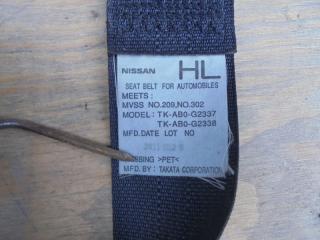 NISSAN HL
SEAT BELT FOR AUTOMOBILES
MEETS:
MVSS NO.209,NO.302
MODEL: TK-AB0-G2337
TK-AB0-G2338
MFD.DATE LOT NO
>PET<
MFD.BY: TAKATA CORPORATION